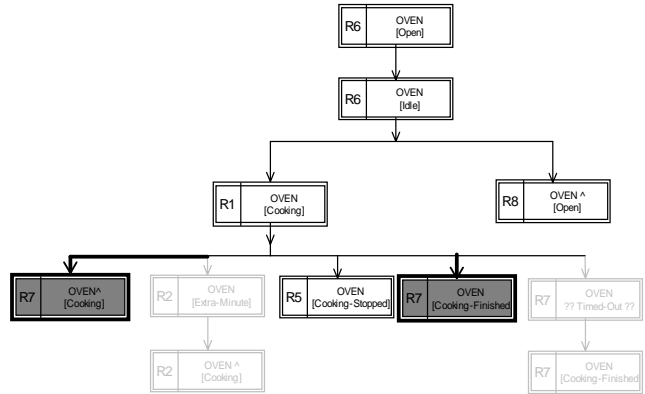 R6 OVEN
[Open]
R6 OVEN
[Idle]
R1 OVEN
[Cooking]
R8 OVEN ^
[Open]
R7 OVEN^
[Cooking]
R2 OVEN
[Extra-Minute]
R5 OVEN
[Cooking-Stopped]
R7 OVEN
[Cooking-Finished
R7 OVEN
?? Timed-Out ??
R2 OVEN ^
[Cooking]
R7 OVEN
[Cooking-Finished